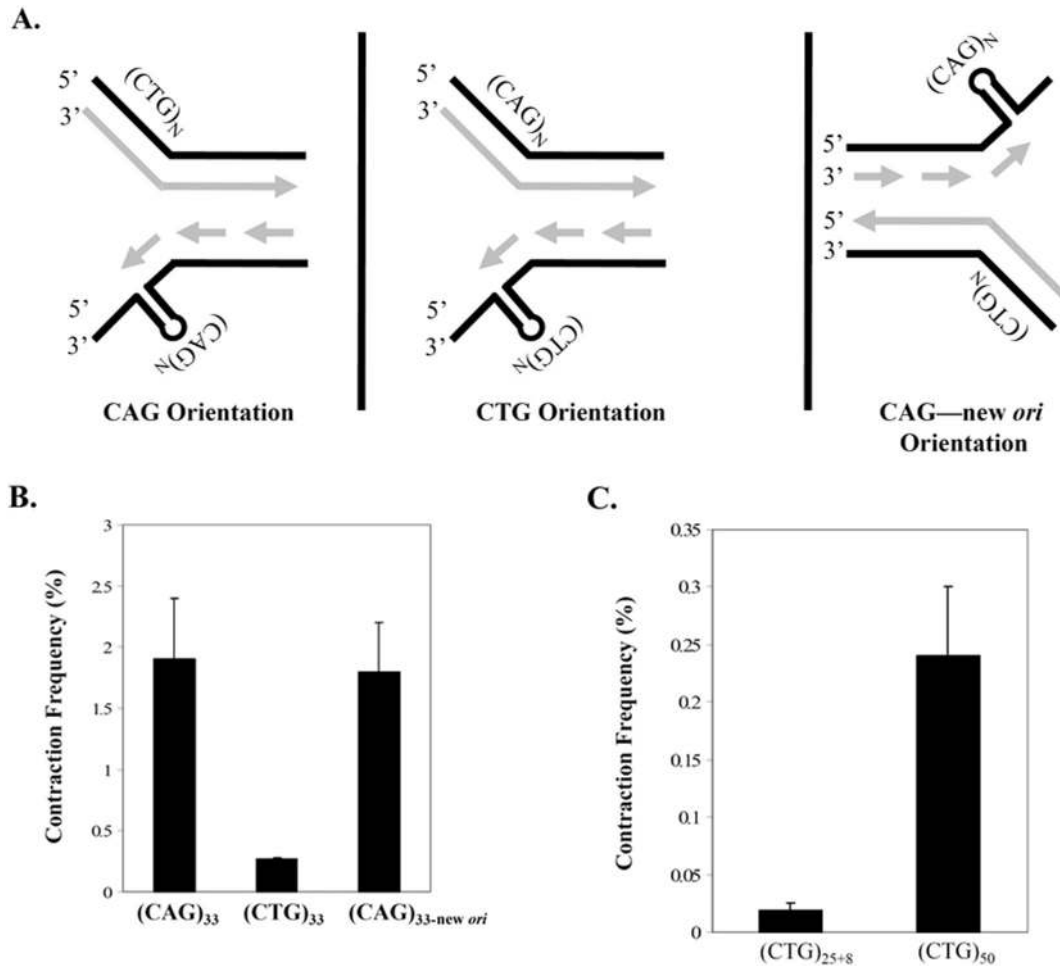 A.
5’
3’
(CTG)N
5’
3’
(CAG)N
CAG Orientation
5’
3’
(CAG)N
5’
3’
(CTG)N
CTG Orientation
(CAG)N
5’
3’
5’
3’
(CTG)N
CAG—new ori
Orientation
B.
Contraction Frequency (%)
3
2.5
2
1.5
1
0.5
0
(CAG)33 (CTG)33 (CAG)33-new ori
C.
Contraction Frequency (%)
0.35
0.3
0.25
0.2
0.15
0.1
0.05
0
(CTG)25+8 (CTG)50